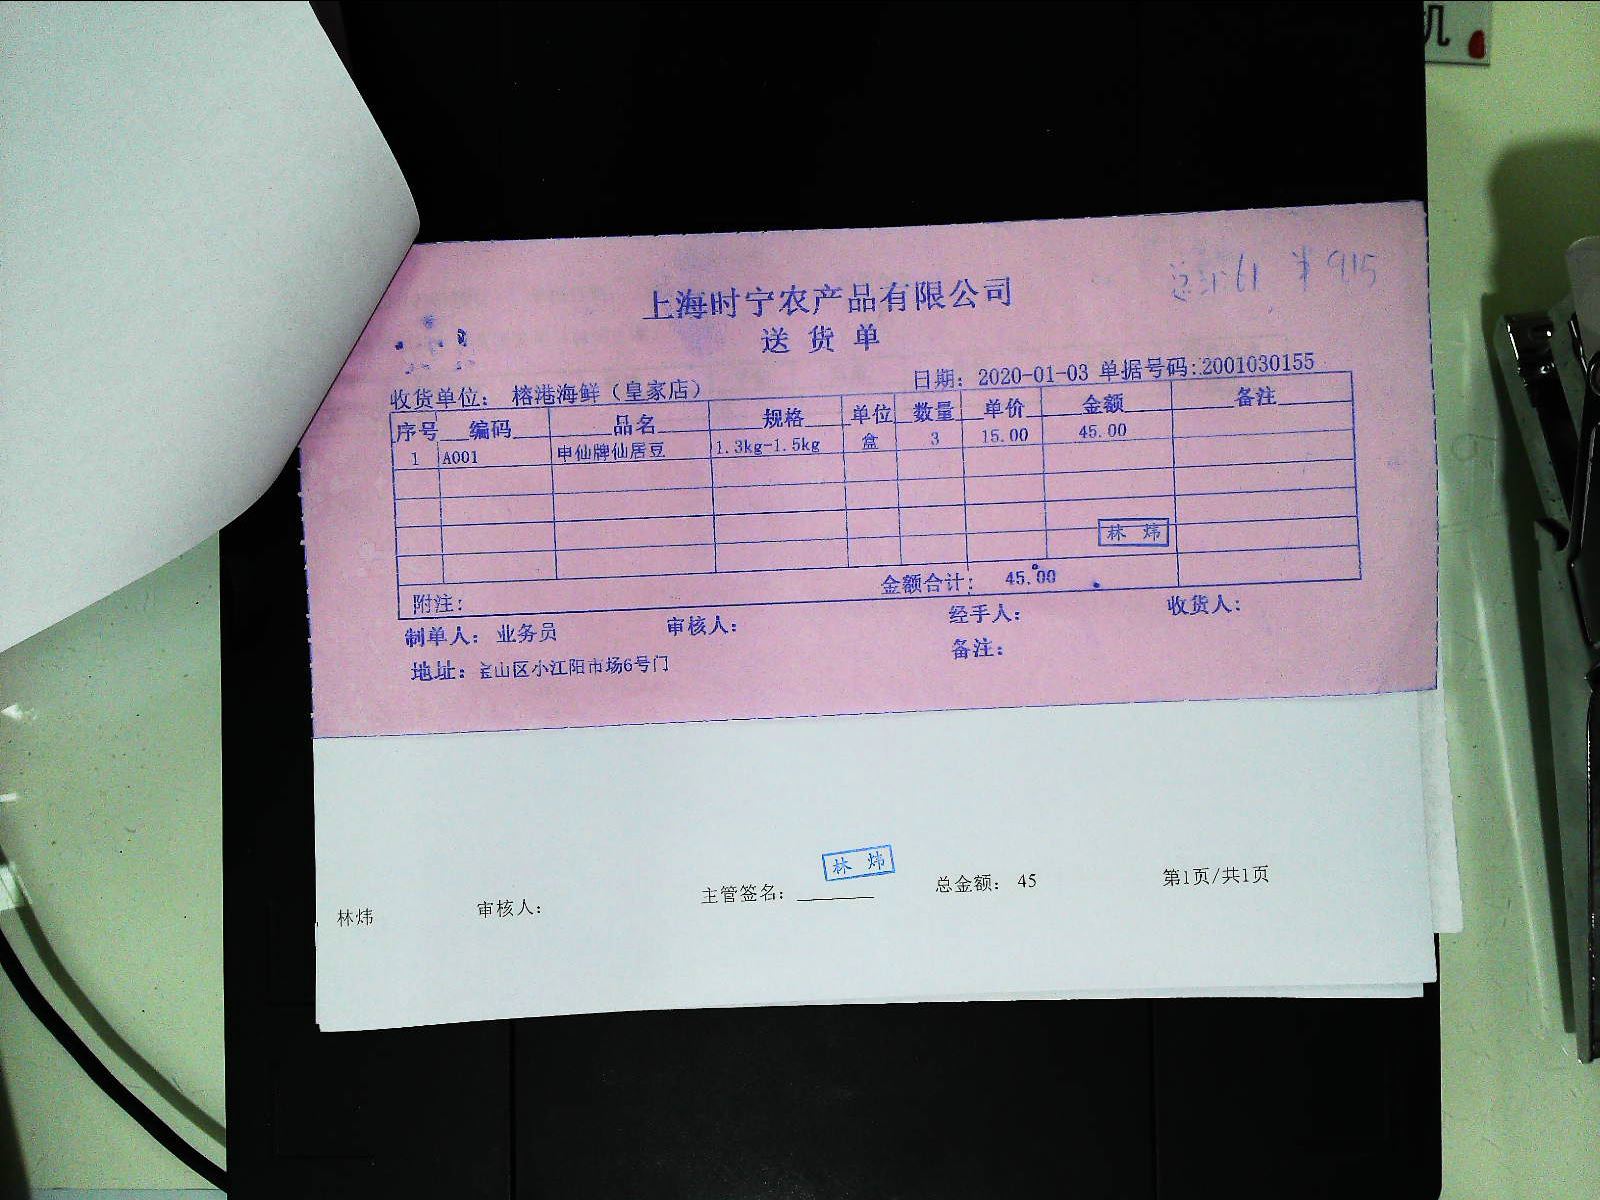 机
上海时宁农产品有限公司
送货单
收货单位： 榕港海鲜（皇家店） 日期： 2020-01-03 单据号码:2001030155
序号 编码 品名 规格 单位 数量 单价 金额 备注
1 A001 申仙牌仙居豆 1.3kg-1.5kg 盒 3 15.00 45.00
林 炜
金额合计： 45.00
附注：
制单人： 业务员 审核人： 经手人： 收货人：
地址： 宝山区小江阳市场6号门 备注：
林 炜
林炜 审核人： 主管签名： 总金额： 45 第1页/共1页